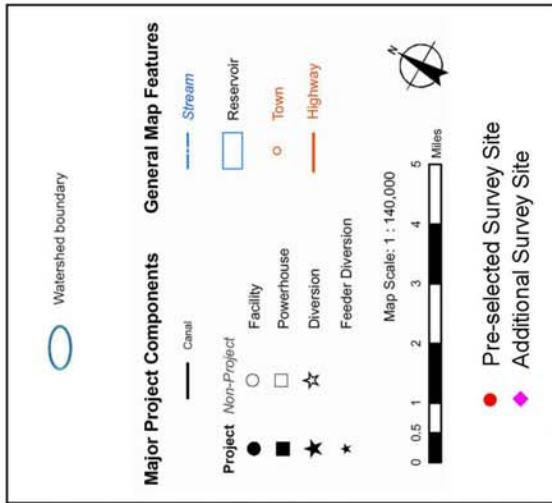 Watershed boundary
Major Project Components
General Map Features
Canal
Stream
Project Non-Project
Reservoir
Facility
Town
Powerhouse
Highway
Diversion
Feeder Diversion
Map Scale: 1 : 140,000
N
0 0.5 1 2 3 4 5
Miles
Pre-selected Survey Site
Additional Survey Site